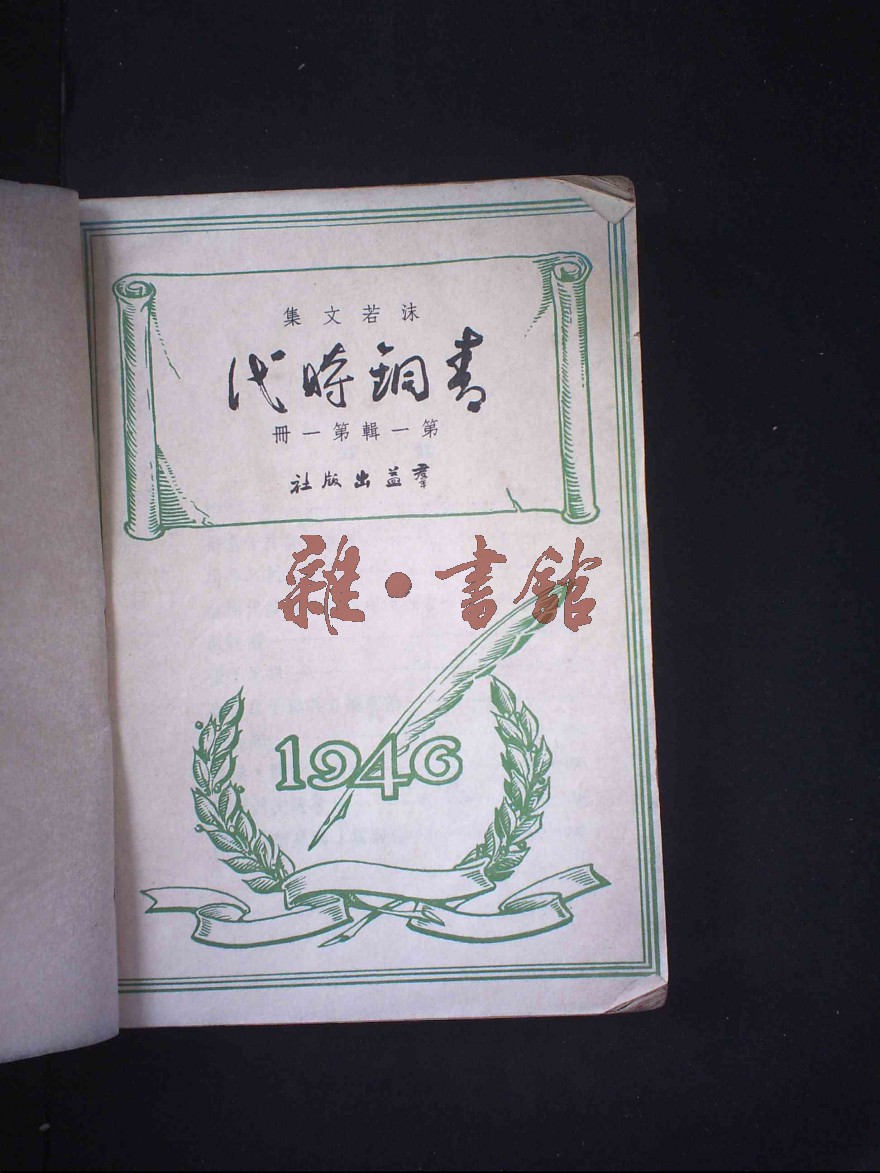 沫若文集
青銅時代
第一輯第一冊
羣益出版社
雜·書館
1946